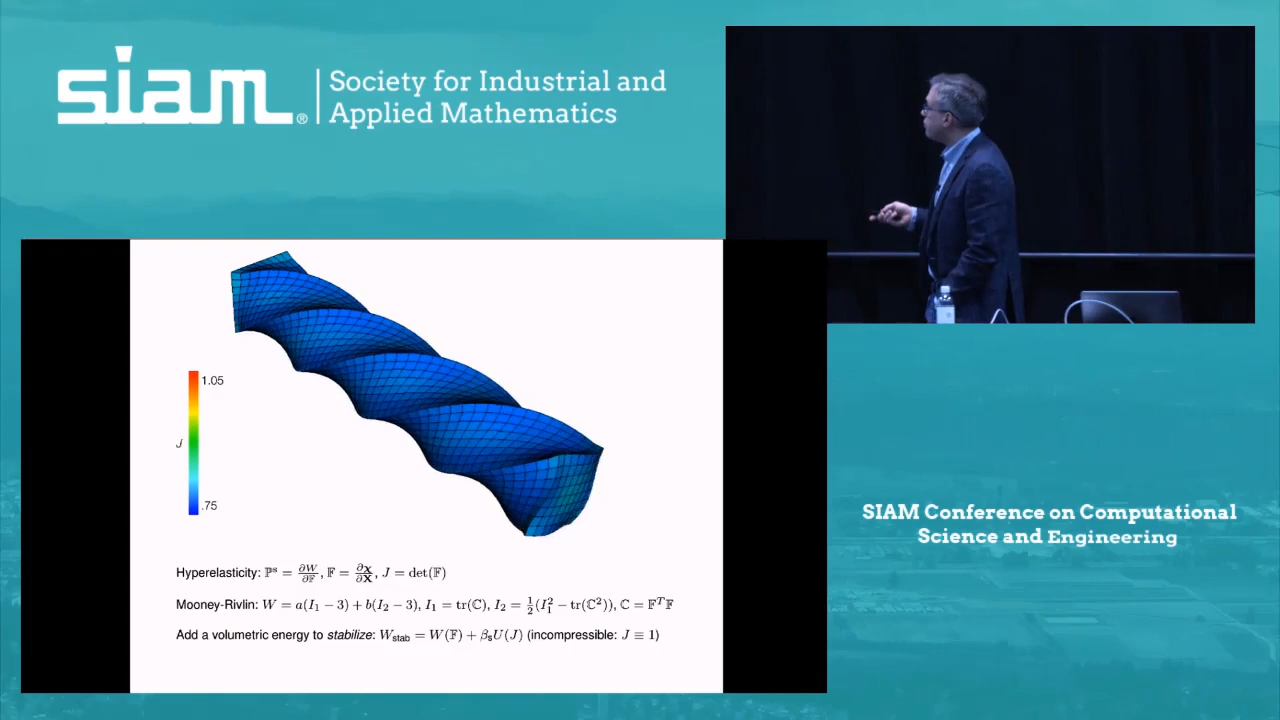 siam®
Society for Industrial and
Applied Mathematics
1.05
J
.75
Hyperelasticity: ℙˢ = ∂W/∂𝔽, 𝔽 = ∂χ/∂X, J = det(𝔽)
Mooney-Rivlin: W = a(I₁ − 3) + b(I₂ − 3), I₁ = tr(ℂ), I₂ = ½(I₁² − tr(ℂ²)), ℂ = 𝔽ᵀ𝔽
Add a volumetric energy to stabilize: W_stab = W(𝔽) + βₛU(J) (incompressible: J ≡ 1)
SIAM Conference on Computational
Science and Engineering